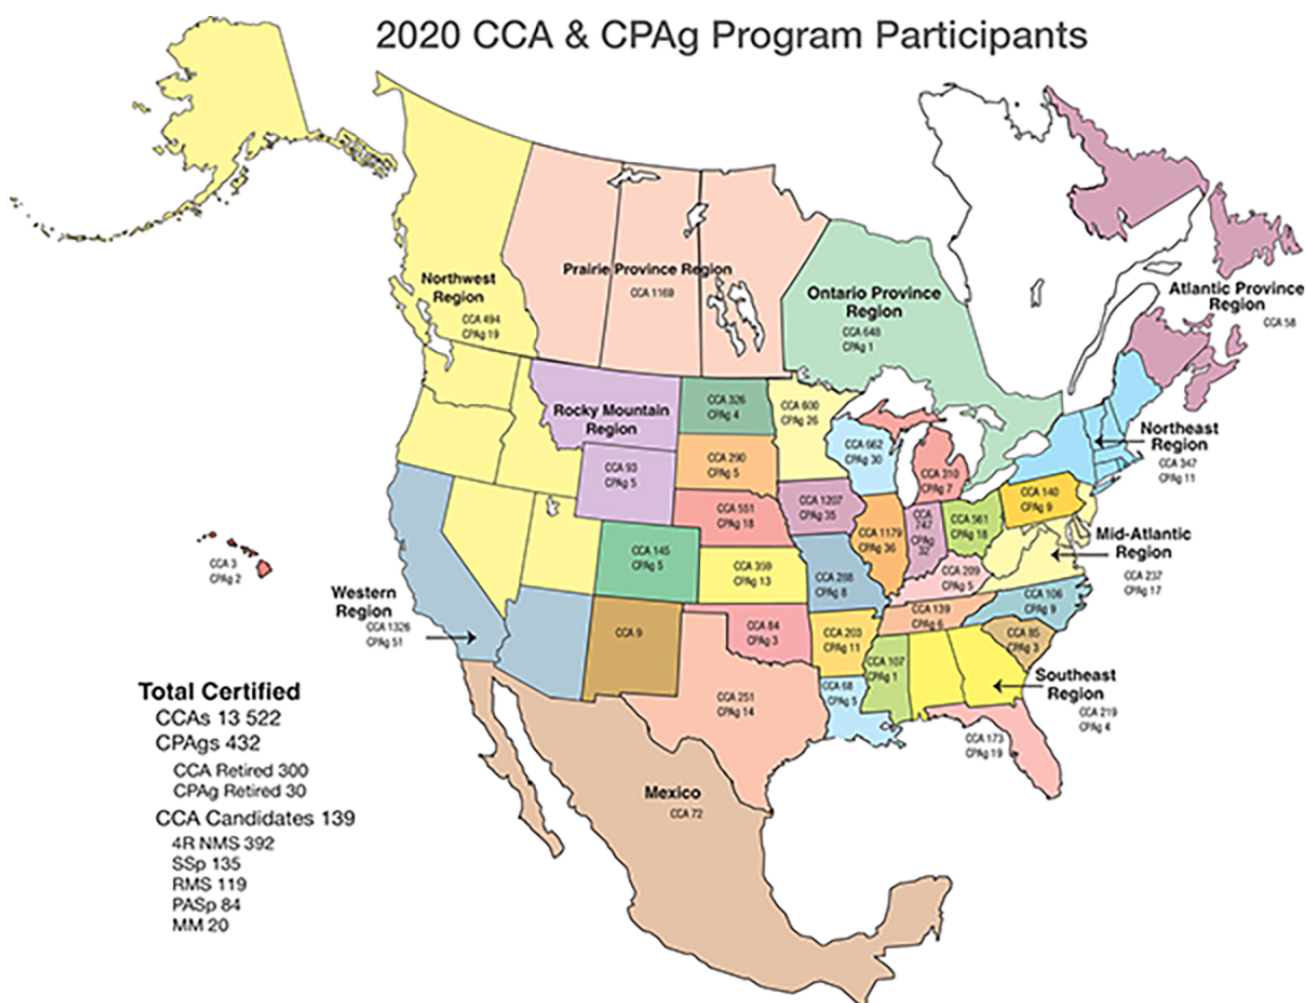 2020 CCA & CPAg Program Participants
Northwest
Region
CCA 494
CPAg 19
Prairie Province Region
CCA 1169
Ontario Province
Region
CCA 648
CPAg 1
Atlantic Province
Region
CCA 58
Rocky Mountain
Region
CCA 93
CPAg 5
CCA 326
CPAg 4
CCA 600
CPAg 26
CCA 290
CPAg 5
CCA 662
CPAg 30
CCA 310
CPAg 7
Northeast
Region
CCA 347
CPAg 11
CCA 551
CPAg 18
CCA 1207
CPAg 35
CCA 1179
CPAg 36
CCA
747
CPAg
32
CCA 561
CPAg 18
CCA 140
CPAg 9
Mid-Atlantic
Region
CCA 237
CPAg 17
CCA 3
CPAg 2
Western
Region
CCA 1326
CPAg 51
CCA 145
CPAg 5
CCA 359
CPAg 13
CCA 288
CPAg 8
CCA 209
CPAg 5
CCA 139
CPAg 6
CCA 106
CPAg 9
CCA 9
CCA 84
CPAg 3
CCA 203
CPAg 11
CCA 85
CPAg 3
CCA 107
CPAg 1
CCA 251
CPAg 14
CCA 68
CPAg 5
Southeast
Region
CCA 219
CPAg 4
CCA 173
CPAg 19
Mexico
CCA 72
Total Certified
CCAs 13 522
CPAgs 432
CCA Retired 300
CPAg Retired 30
CCA Candidates 139
4R NMS 392
SSp 135
RMS 119
PASp 84
MM 20